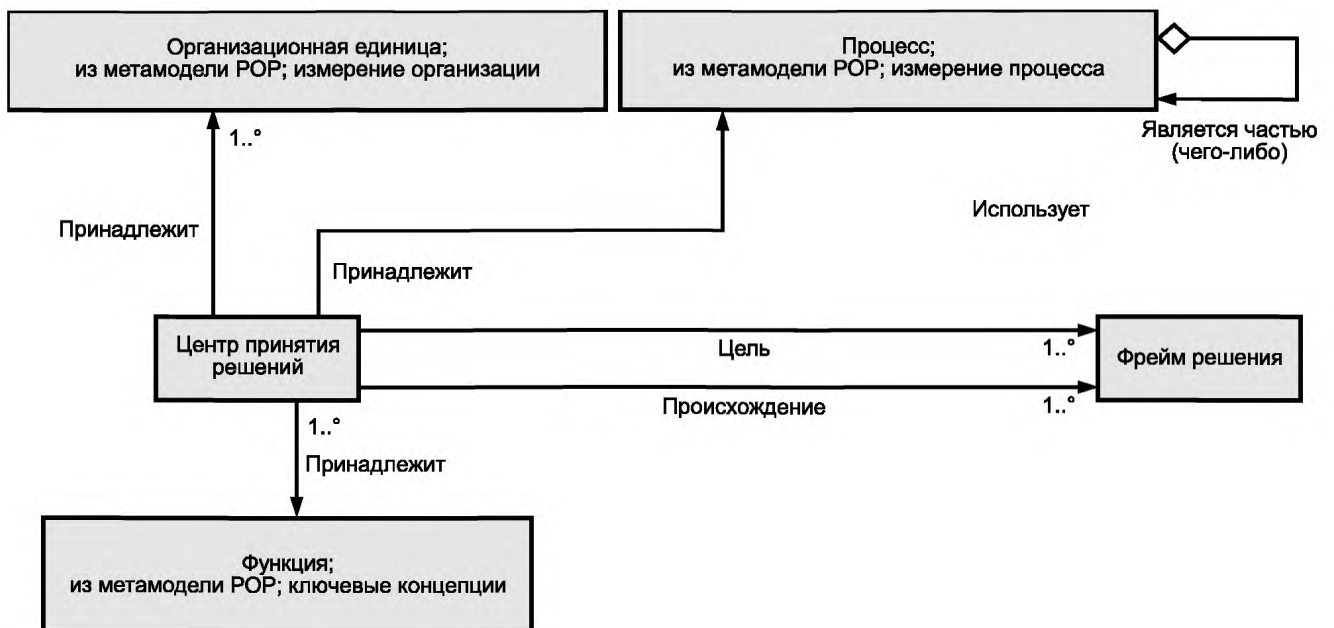 Организационная единица;
из метамодели POP; измерение организации
Процесс;
из метамодели POP; измерение процесса
1..°
Является частью
(чего-либо)
Использует
Принадлежит
Принадлежит
Центр принятия
решений
Цель
1..°
Фрейм решения
Происхождение
1..°
1..°
Принадлежит
Функция;
из метамодели POP; ключевые концепции